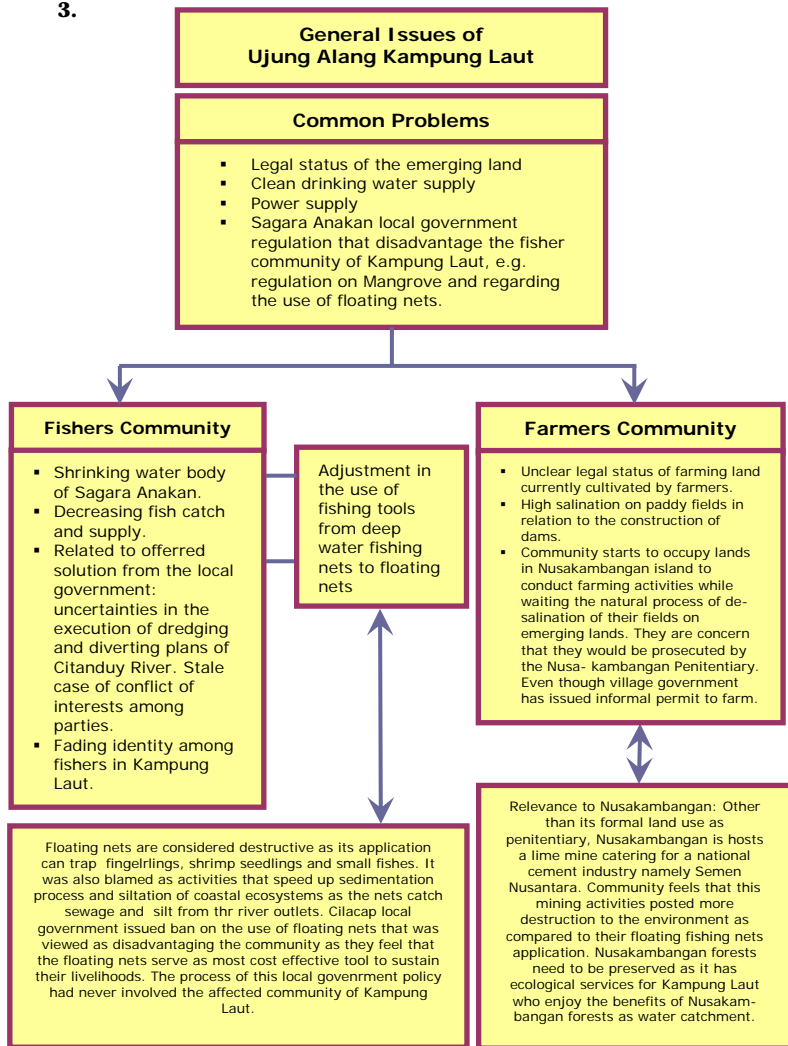 3.
General Issues of
Ujung Alang Kampung Laut
Common Problems
▪ Legal status of the emerging land
▪ Clean drinking water supply
▪ Power supply
▪ Sagara Anakan local government
regulation that disadvantage the fisher
community of Kampung Laut, e.g.
regulation on Mangrove and regarding
the use of floating nets.
Fishers Community
▪ Shrinking water body
of Sagara Anakan.
▪ Decreasing fish catch
and supply.
▪ Related to offerred
solution from the local
government:
uncertainties in the
execution of dredging
and diverting plans of
Citanduy River. Stale
case of conflict of
interests among
parties.
▪ Fading identity among
fishers in Kampung
Laut.
Adjustment in
the use of
fishing tools
from deep
water fishing
nets to floating
nets
Farmers Community
▪ Unclear legal status of farming land
currently cultivated by farmers.
▪ High salination on paddy fields in
relation to the construction of
dams.
▪ Community starts to occupy lands
in Nusakambangan island to
conduct farming activities while
waiting the natural process of de-
salination of their fields on
emerging lands. They are concern
that they would be prosecuted by
the Nusa- kambangan Penitentiary.
Even though village government
has issued informal permit to farm.
Floating nets are considered destructive as its application
can trap fingelrlings, shrimp seedlings and small fishes. It
was also blamed as activities that speed up sedimentation
process and siltation of coastal ecosystems as the nets catch
sewage and silt from thr river outlets. Cilacap local
government issued ban on the use of floating nets that was
viewed as disadvantaging the community as they feel that
the floating nets serve as most cost effective tool to sustain
their livelihoods. The process of this local govenrment policy
had never involved the affected community of Kampung
Laut.
Relevance to Nusakambangan: Other
than its formal land use as
penitentiary, Nusakambangan is hosts
a lime mine catering for a national
cement industry namely Semen
Nusantara. Community feels that this
mining activities posted more
destruction to the environment as
compared to their floating fishing nets
application. Nusakambangan forests
need to be preserved as it has
ecological services for Kampung Laut
who enjoy the benefits of Nusakam-
bangan forests as water catchment.